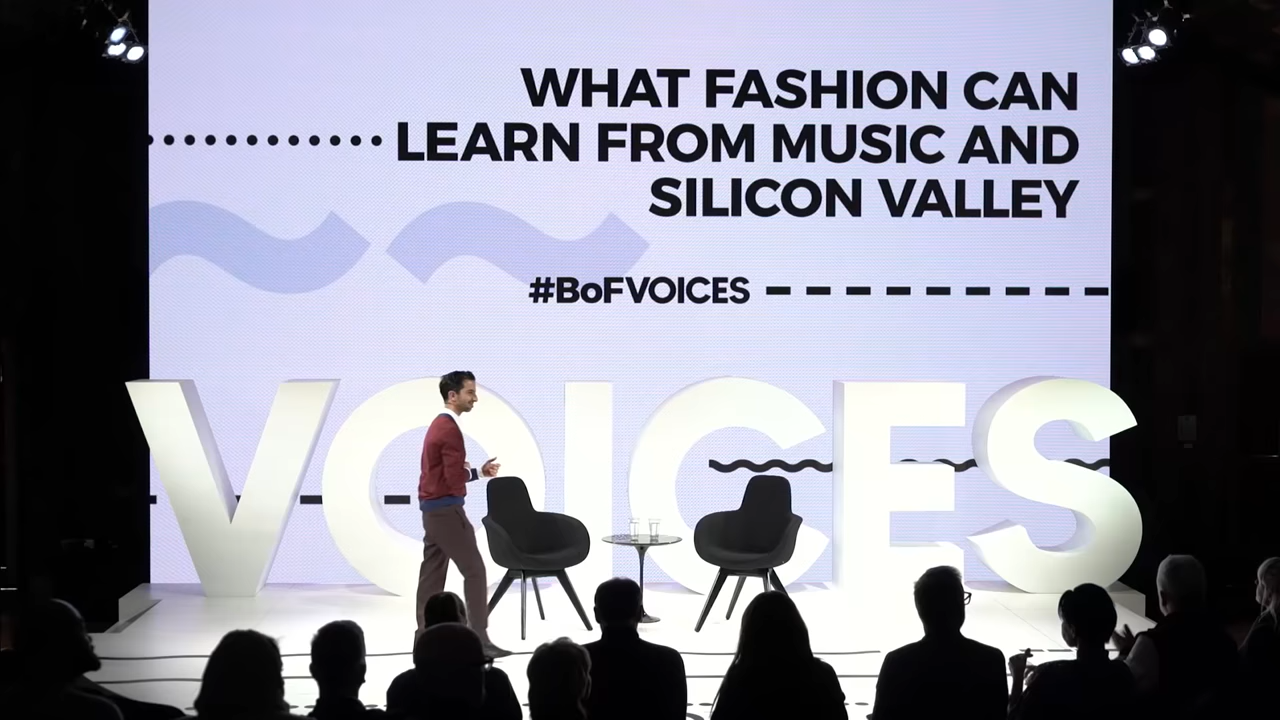 WHAT FASHION CAN
LEARN FROM MUSIC AND
SILICON VALLEY
#BoFVOICES
VOICES